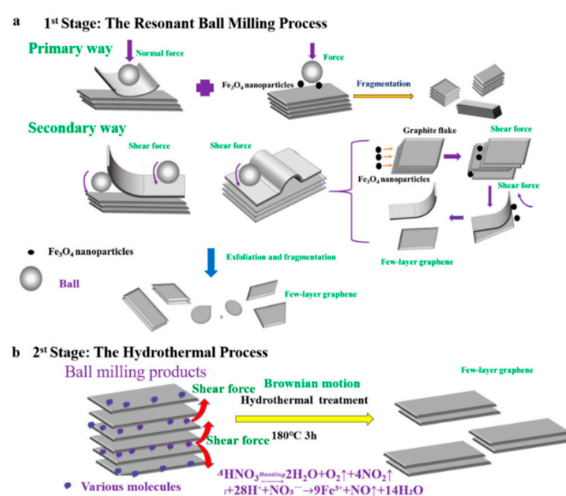 a 1st Stage: The Resonant Ball Milling Process
Primary way
Normal force
Force
Fe₃O₄ nanoparticles
Fragmentation
Secondary way
Shear force
Shear force
Graphite flake
Shear force
Fe₃O₄ nanoparticles
Shear force
Few-layer graphene
Fe₃O₄ nanoparticles
Ball
Exfoliation and fragmentation
Few-layer graphene
b 2st Stage: The Hydrothermal Process
Ball milling products
Shear force
Brownian motion
Hydrothermal treatment
Few-layer graphene
Shear force
180℃ 3h
Various molecules
HNO₃ Heating 2H₂O+O₂↑+4NO₂↑
+28H⁺+NO₃⁻→9Fe³⁺+NO↑+14H₂O